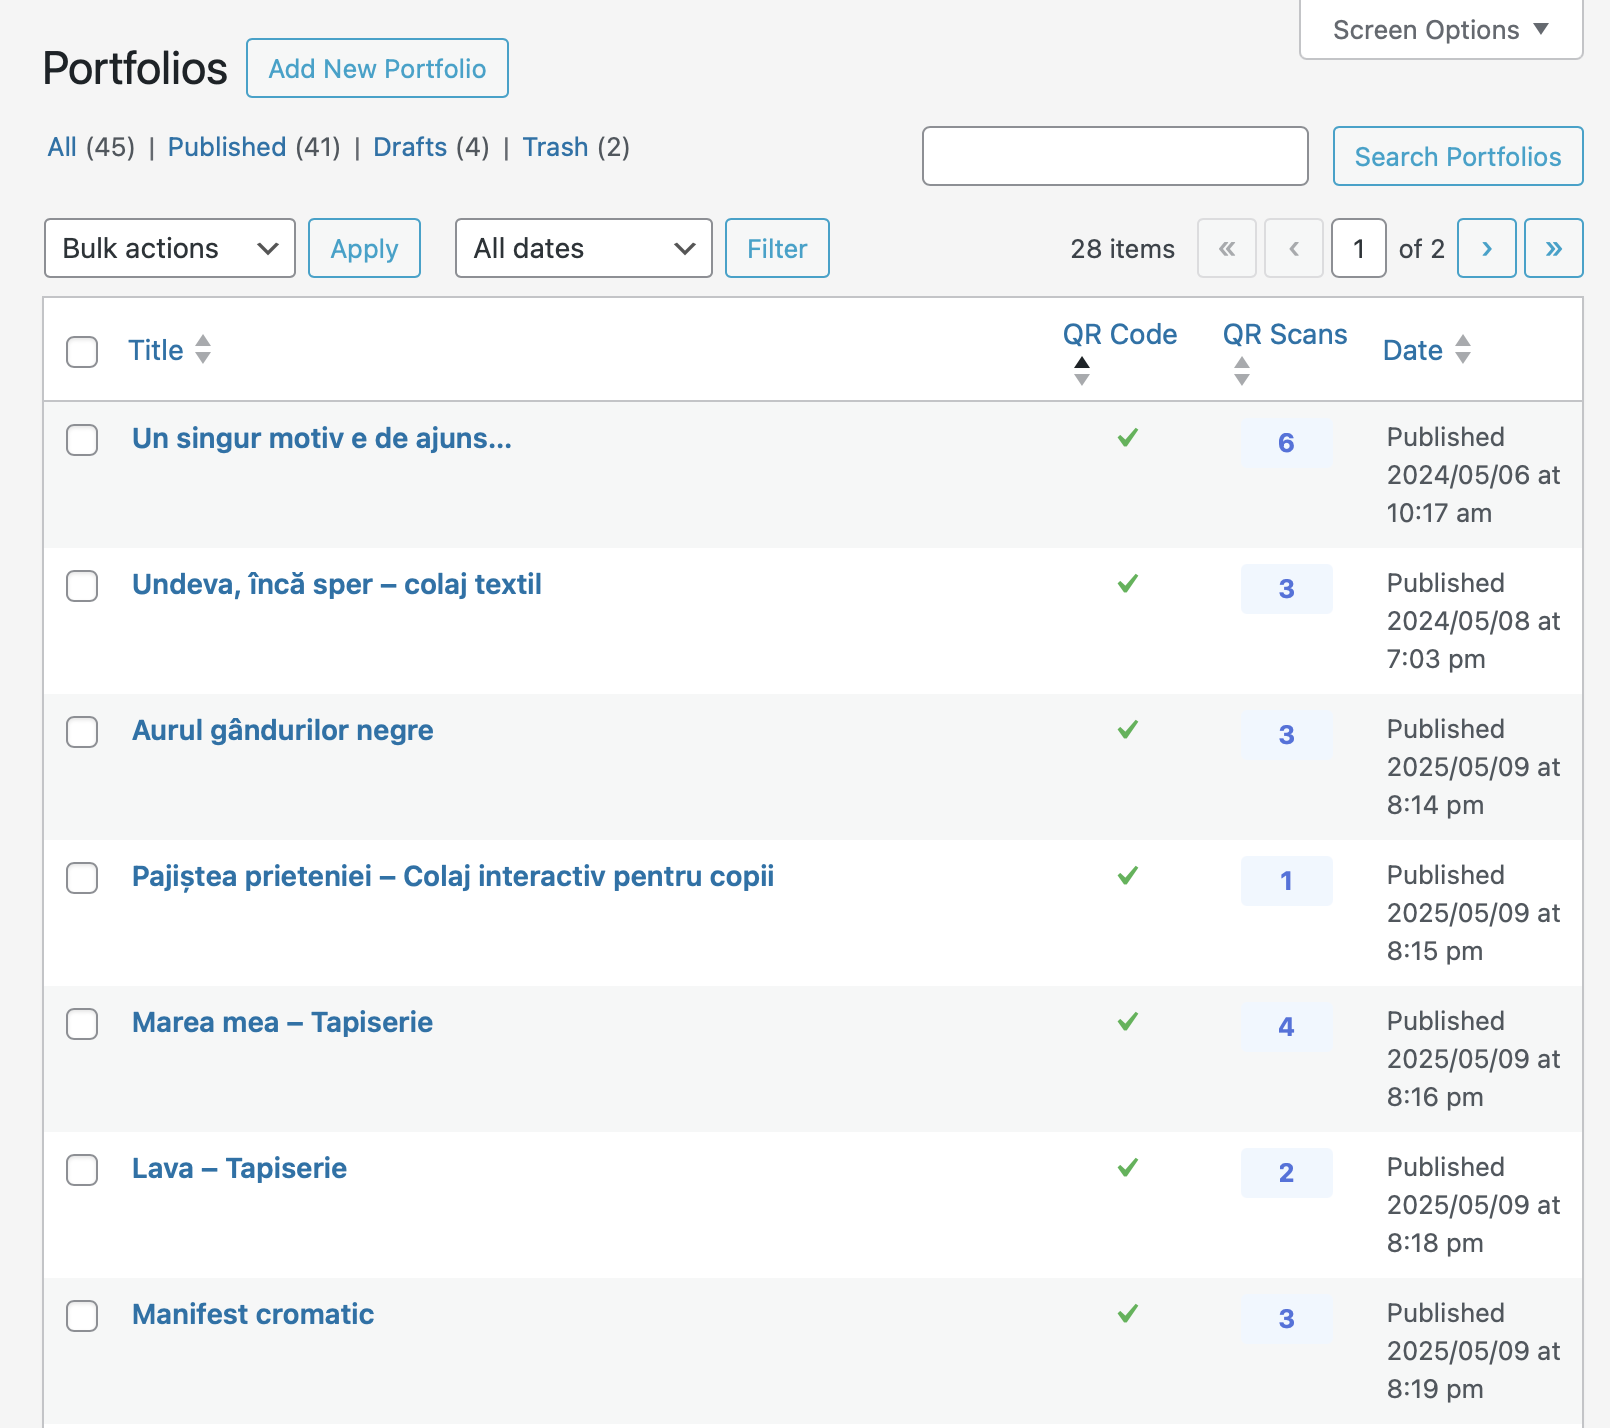 Screen Options ▼
Portfolios
Add New Portfolio
All (45) | Published (41) | Drafts (4) | Trash (2)
Search Portfolios
Bulk actions
Apply
All dates
Filter
28 items « ‹ 1 of 2 › »
Title
QR Code
QR Scans
Date
Un singur motiv e de ajuns...
6
Published
2024/05/06 at
10:17 am
Undeva, încă sper – colaj textil
3
Published
2024/05/08 at
7:03 pm
Aurul gândurilor negre
3
Published
2025/05/09 at
8:14 pm
Pajiștea prieteniei – Colaj interactiv pentru copii
1
Published
2025/05/09 at
8:15 pm
Marea mea – Tapiserie
4
Published
2025/05/09 at
8:16 pm
Lava – Tapiserie
2
Published
2025/05/09 at
8:18 pm
Manifest cromatic
3
Published
2025/05/09 at
8:19 pm